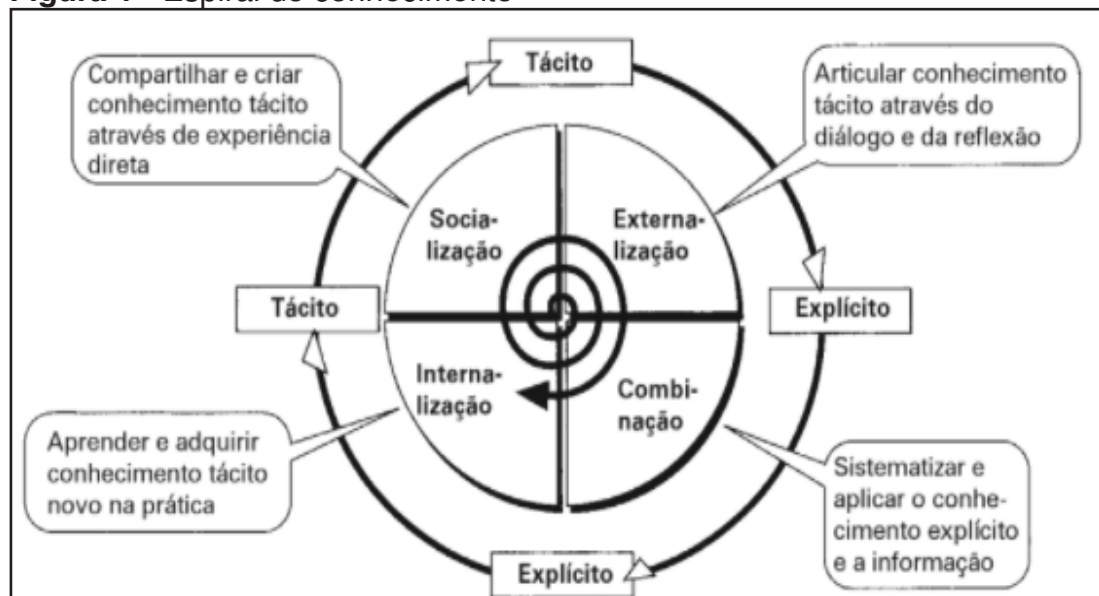 Figura 1 - Espiral do conhecimento
Tácito
Compartilhar e criar
conhecimento tácito
através de experiência
direta
Articular conhecimento
tácito através do
diálogo e da reflexão
Socia-
lização
Externa-
lização
Tácito
Explícito
Interna-
lização
Combi-
nação
Aprender e adquirir
conhecimento tácito
novo na prática
Sistematizar e
aplicar o conhe-
cimento explícito
e a informação
Explícito